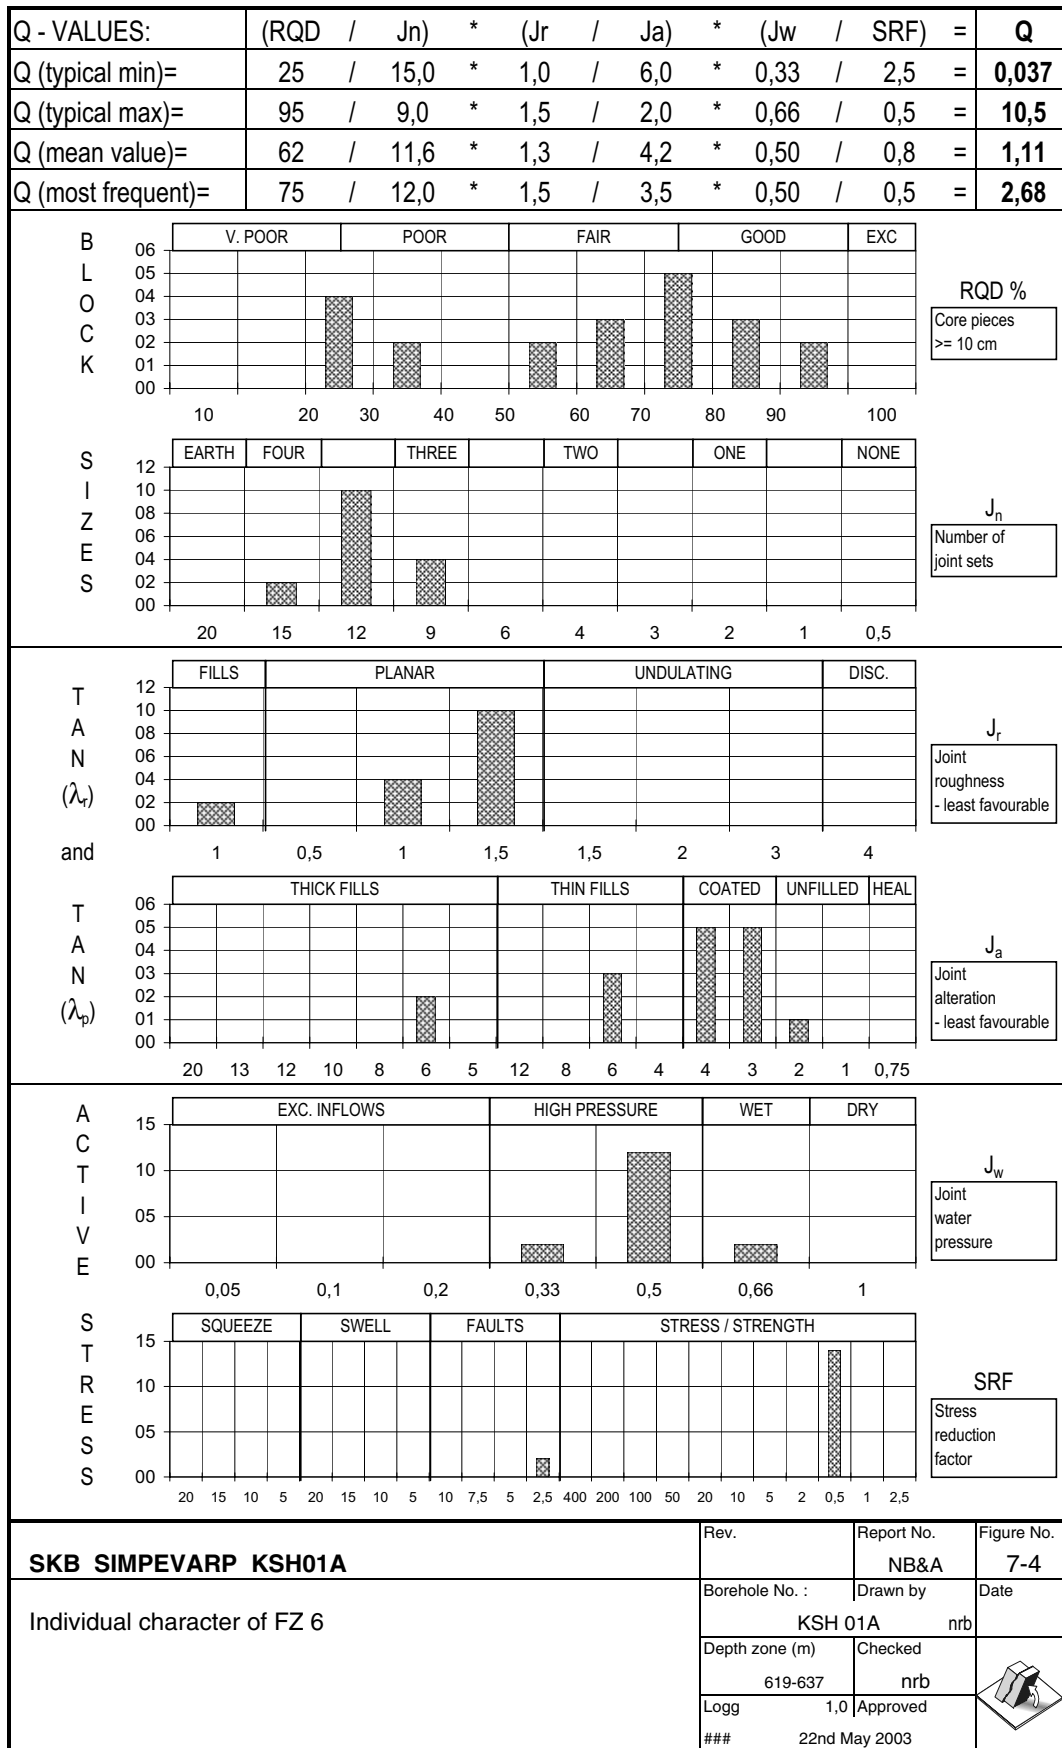 Q - VALUES: (RQD / Jn) * (Jr / Ja) * (Jw / SRF) = Q
Q (typical min)= 25 / 15,0 * 1,0 / 6,0 * 0,33 / 2,5 = 0,037
Q (typical max)= 95 / 9,0 * 1,5 / 2,0 * 0,66 / 0,5 = 10,5
Q (mean value)= 62 / 11,6 * 1,3 / 4,2 * 0,50 / 0,8 = 1,11
Q (most frequent)= 75 / 12,0 * 1,5 / 3,5 * 0,50 / 0,5 = 2,68
B L O C K
V. POOR POOR FAIR GOOD EXC
06
05
04
03
02
01
00
10 20 30 40 50 60 70 80 90 100
RQD %
Core pieces
>= 10 cm
S I Z E S
EARTH FOUR THREE TWO ONE NONE
12
10
08
06
04
02
00
20 15 12 9 6 4 3 2 1 0,5
Jn
Number of
joint sets
T A N (λr)
FILLS PLANAR UNDULATING DISC.
12
10
08
06
04
02
00
1 0,5 1 1,5 1,5 2 3 4
Jr
Joint
roughness
- least favourable
and
T A N (λp)
THICK FILLS THIN FILLS COATED UNFILLED HEAL
06
05
04
03
02
01
00
20 13 12 10 8 6 5 12 8 6 4 4 3 2 1 0,75
Ja
Joint
alteration
- least favourable
A C T I V E
EXC. INFLOWS HIGH PRESSURE WET DRY
15
10
05
00
0,05 0,1 0,2 0,33 0,5 0,66 1
Jw
Joint
water
pressure
S T R E S S
SQUEEZE SWELL FAULTS STRESS / STRENGTH
15
10
05
00
20 15 10 5 20 15 10 5 10 7,5 5 2,5 400 200 100 50 20 10 5 2 0,5 1 2,5
SRF
Stress
reduction
factor
SKB SIMPEVARP KSH01A
Individual character of FZ 6
Rev. Report No. Figure No.
NB&A 7-4
Borehole No. : Drawn by Date
KSH 01A nrb
Depth zone (m) Checked
619-637 nrb
Logg 1,0 Approved
### 22nd May 2003